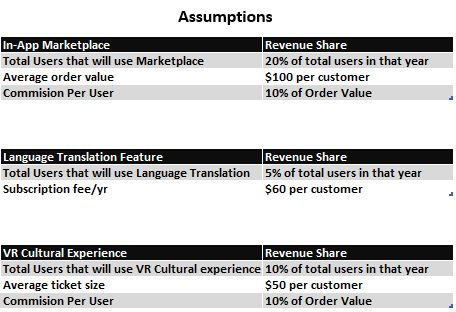 Assumptions
In-App Marketplace Revenue Share
Total Users that will use Marketplace 20% of total users in that year
Average order value $100 per customer
Commision Per User 10% of Order Value
Language Translation Feature Revenue Share
Total Users that will use Language Translation 5% of total users in that year
Subscription fee/yr $60 per customer
VR Cultural Experience Revenue Share
Total Users that will use VR Cultural experience 10% of total users in that year
Average ticket size $50 per customer
Commision Per User 10% of Order Value